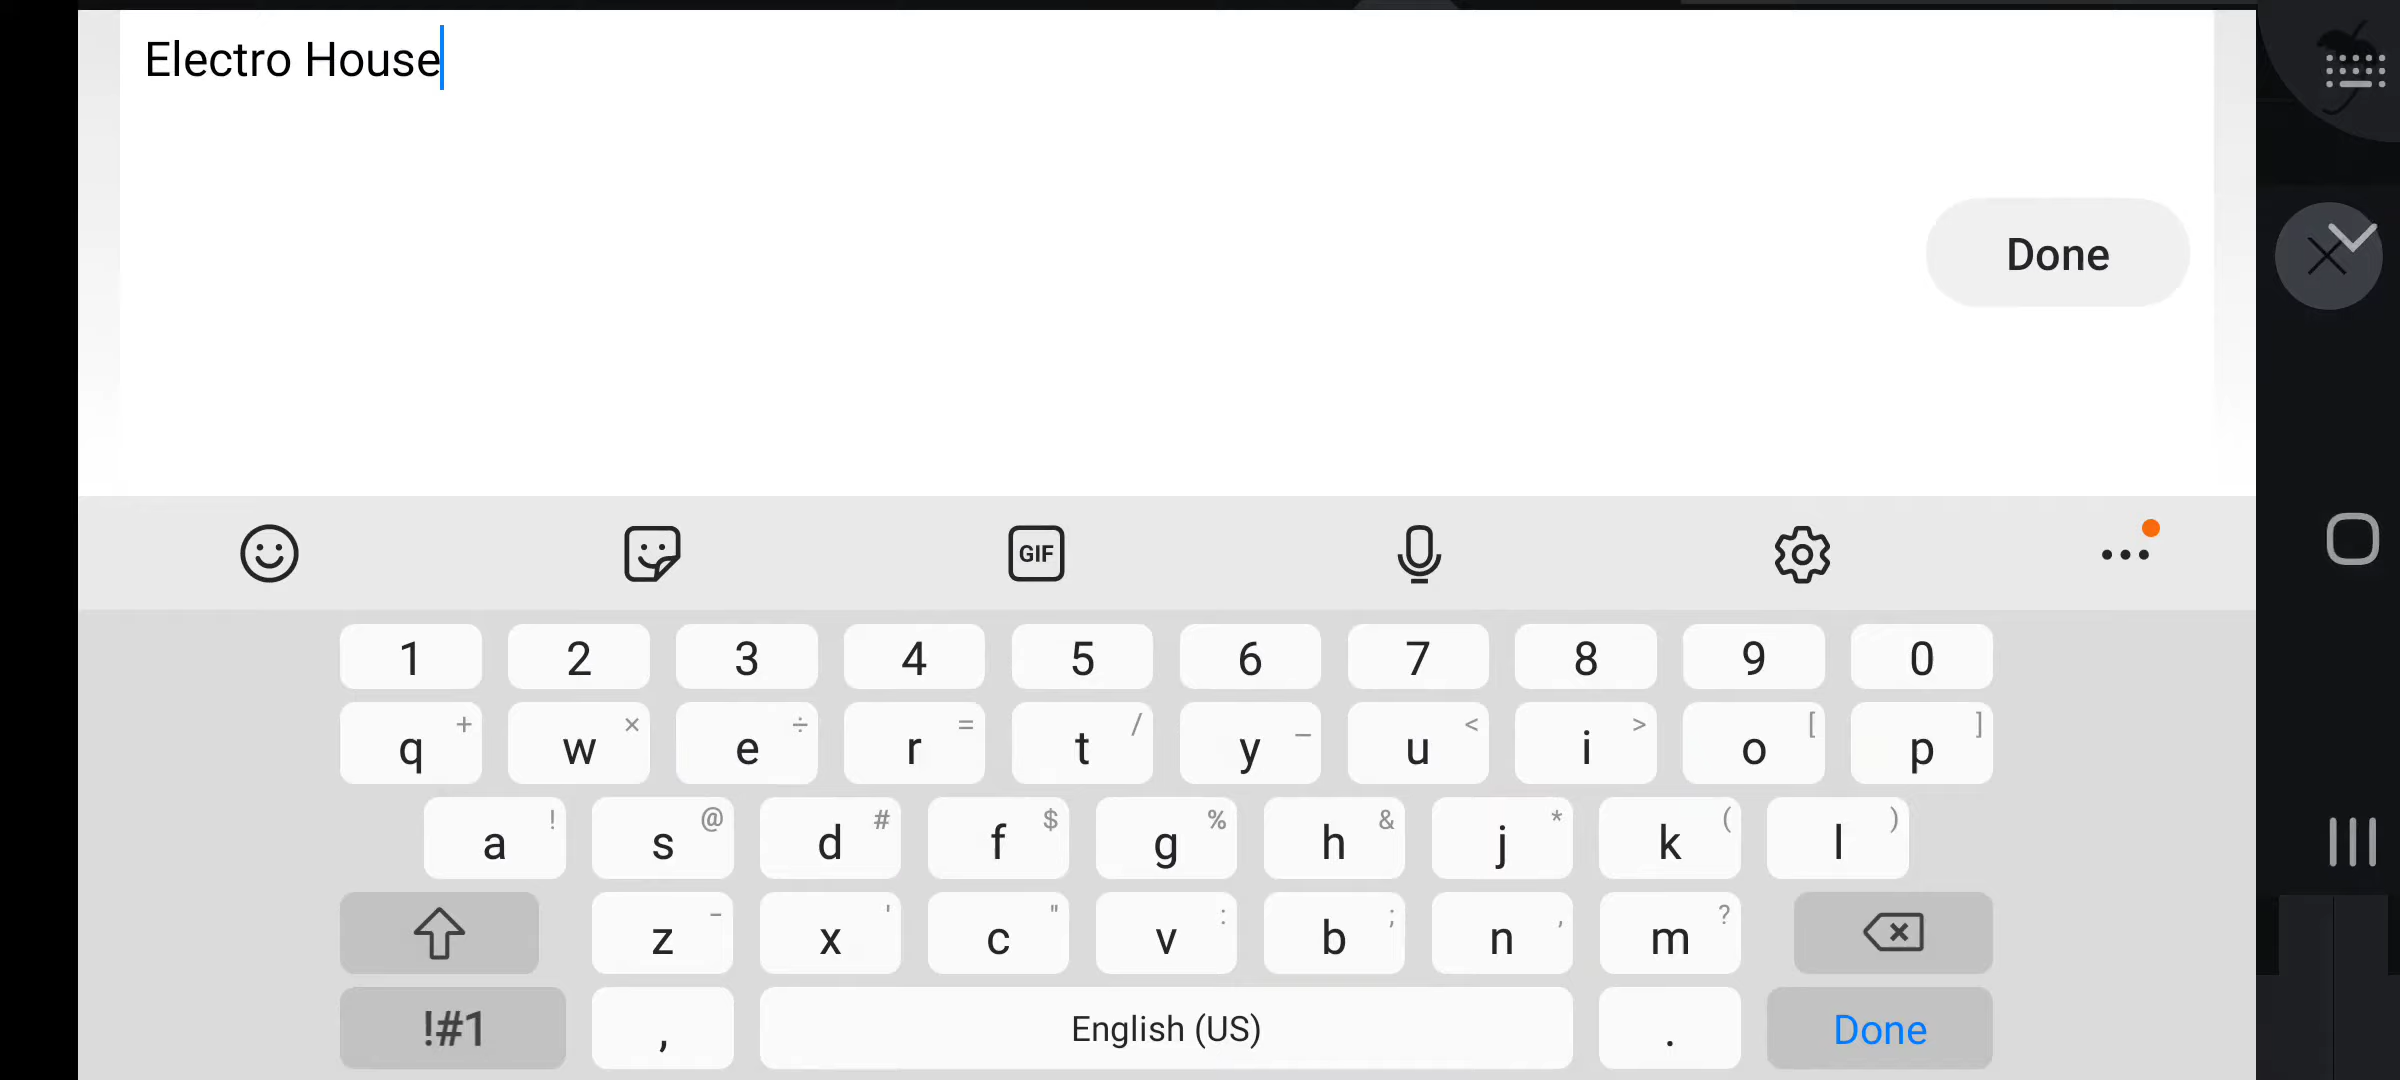 Electro House
Done
GIF
1 2 3 4 5 6 7 8 9 0
q + w × e ÷ r = t / y _ u < i > o [ p ]
a ! s @ d # f $ g % h & j * k ( l )
z - x ' c " v : b ; n , m ?
!#1 , English (US) . Done